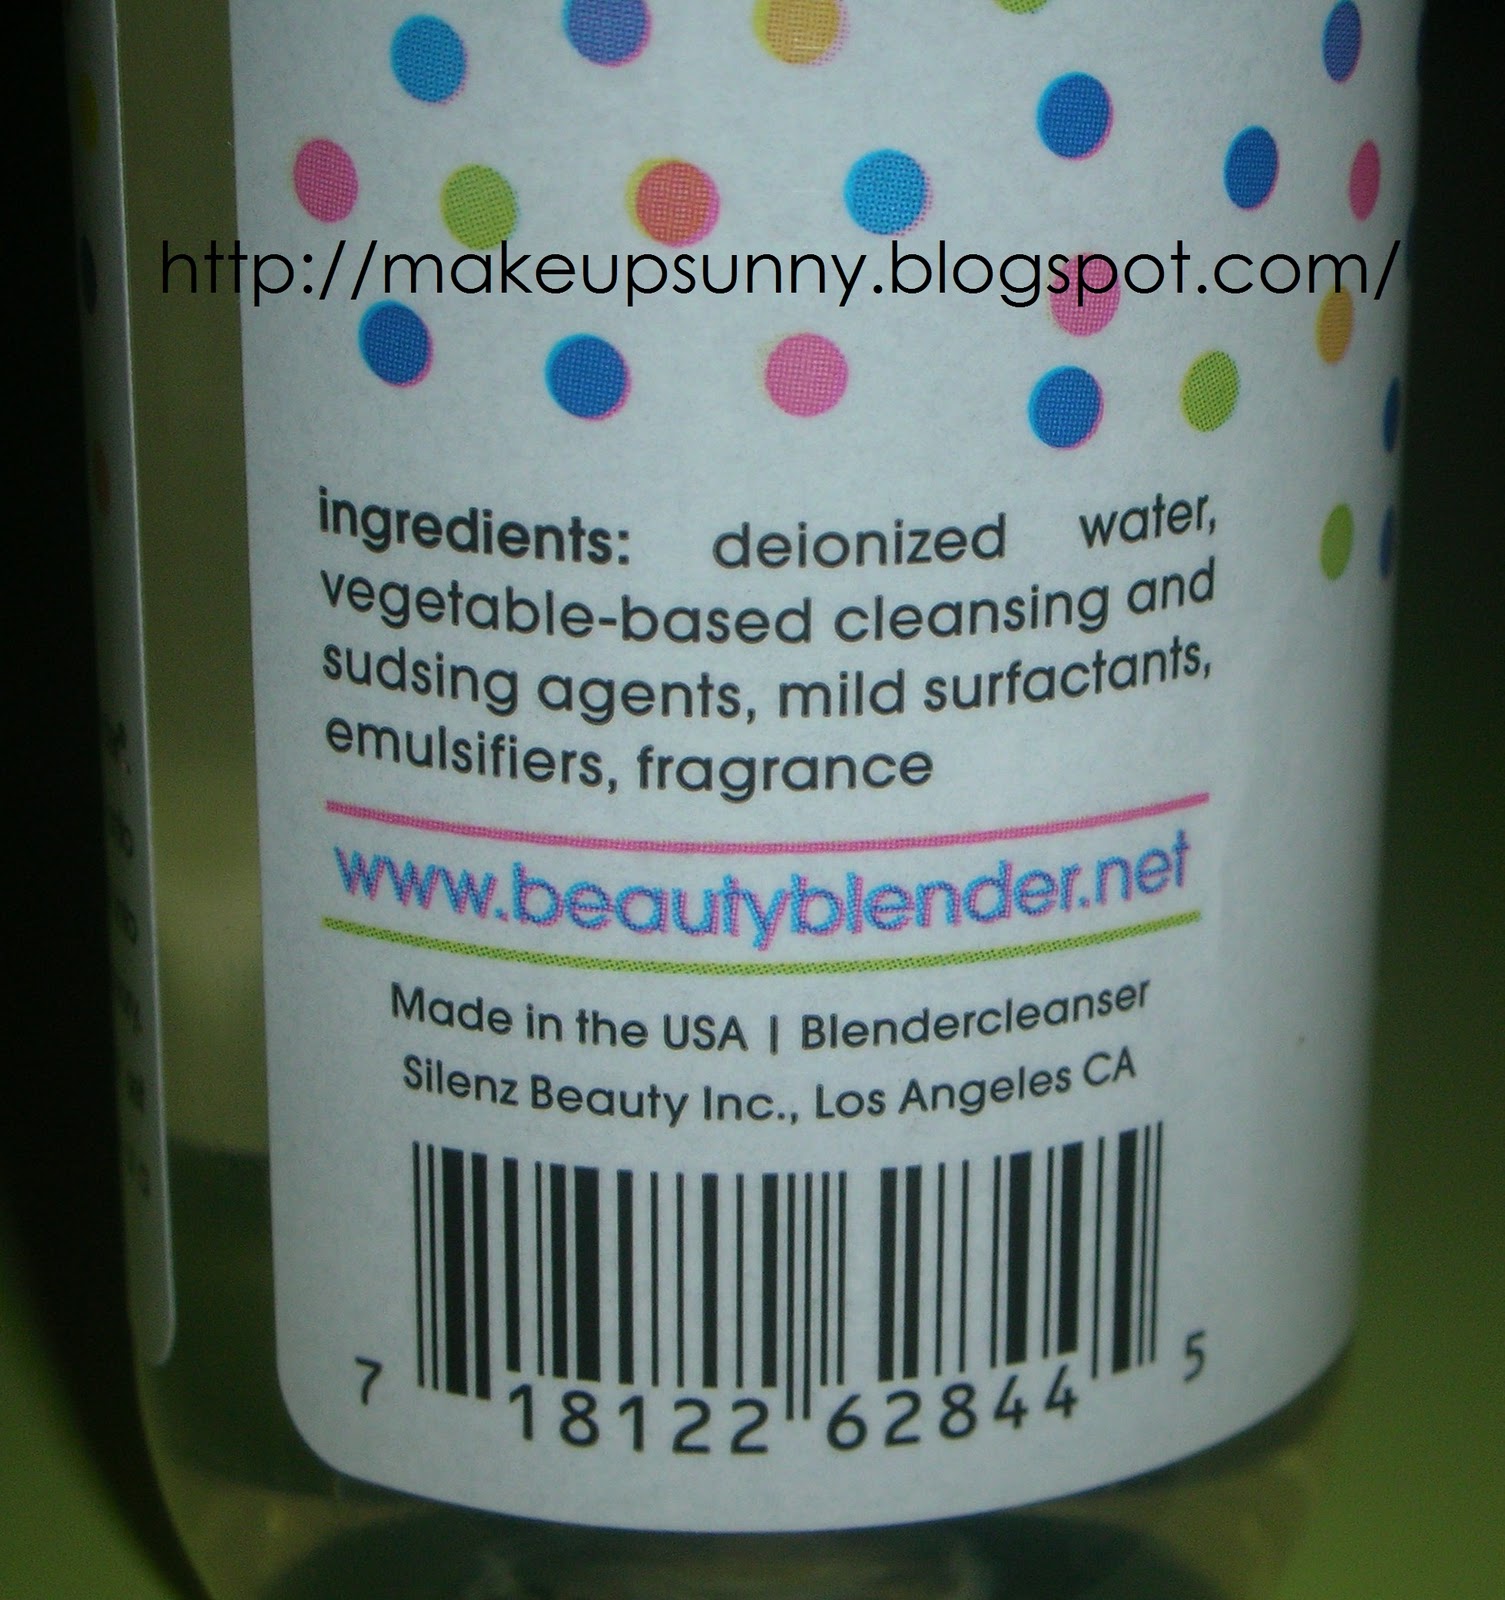 http://makeupsunny.blogspot.com/
ingredients: deionized water,
vegetable-based cleansing and
sudsing agents, mild surfactants,
emulsifiers, fragrance
www.beautyblender.net
Made in the USA | Blendercleanser
Silenz Beauty Inc., Los Angeles CA
7 18122 62844 5